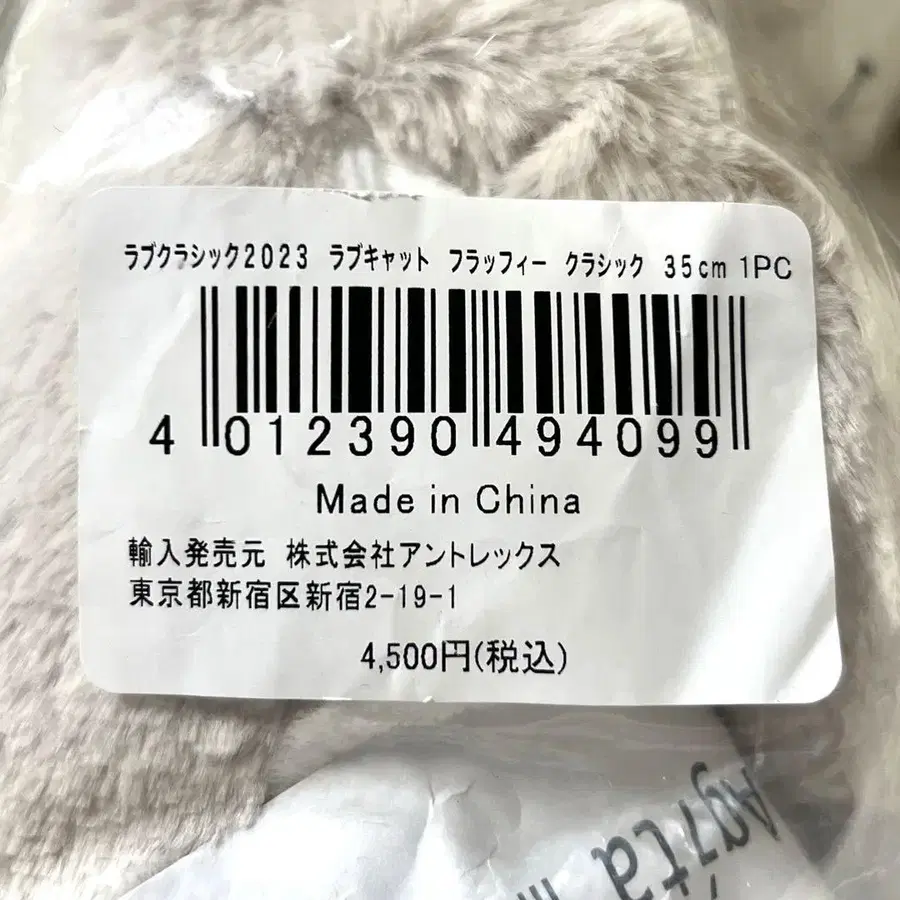 ラブクラシック2023 ラブキャット フラッフィー クラシック 35cm 1PC
4 012390 494099
Made in China
輸入発売元 株式会社アントレックス
東京都新宿区新宿2-19-1
4,500円(税込)